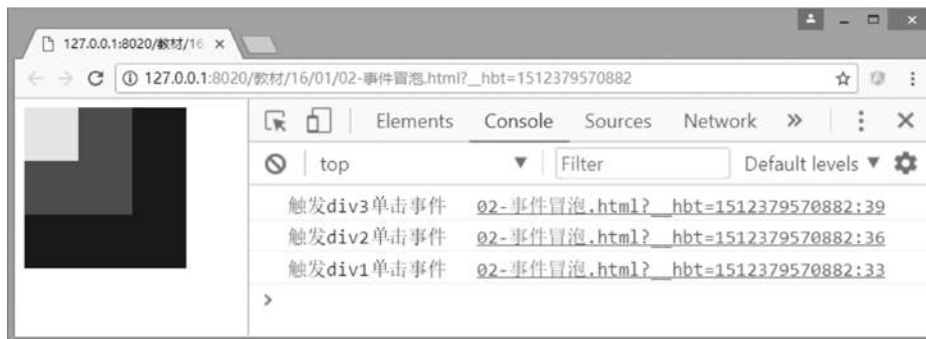 127.0.0.1:8020/教材/16
127.0.0.1:8020/教材/16/01/02-事件冒泡.html?__hbt=1512379570882
Elements Console Sources Network »
top Filter Default levels
触发div3单击事件 02-事件冒泡.html?__hbt=1512379570882:39
触发div2单击事件 02-事件冒泡.html?__hbt=1512379570882:36
触发div1单击事件 02-事件冒泡.html?__hbt=1512379570882:33
>